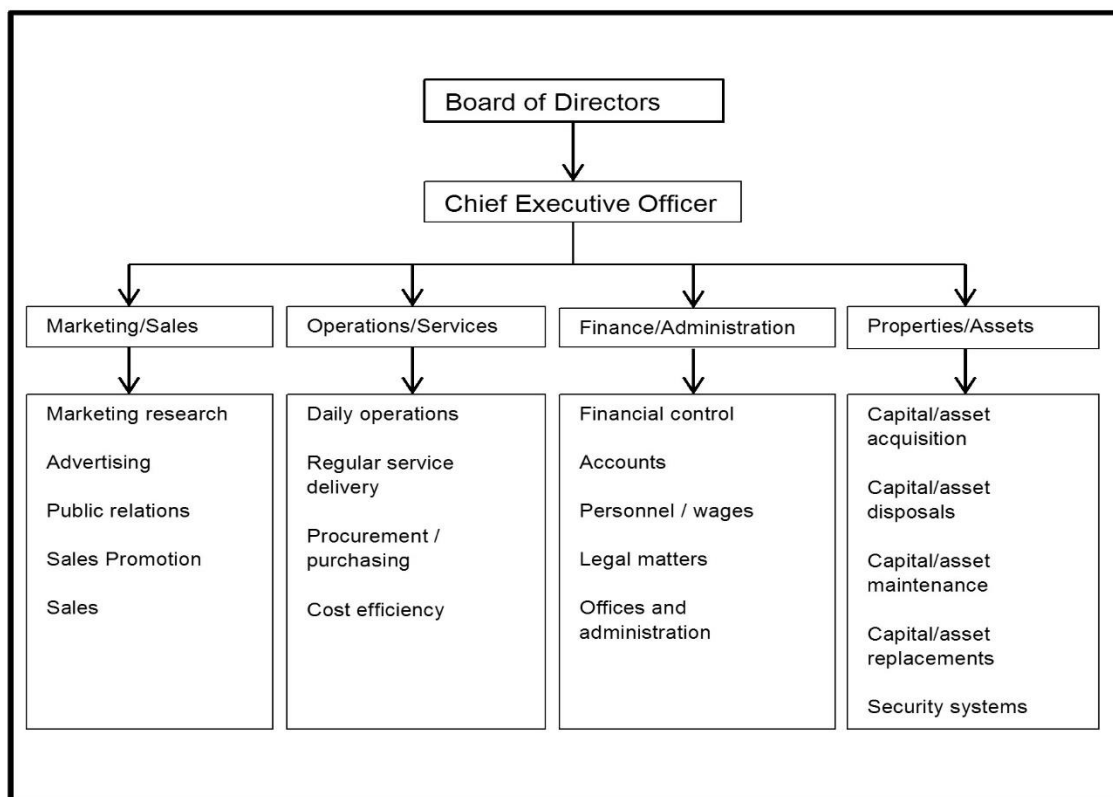 Board of Directors
Chief Executive Officer
Marketing/Sales
Operations/Services
Finance/Administration
Properties/Assets
Marketing research
Advertising
Public relations
Sales Promotion
Sales
Daily operations
Regular service
delivery
Procurement /
purchasing
Cost efficiency
Financial control
Accounts
Personnel / wages
Legal matters
Offices and
administration
Capital/asset
acquisition
Capital/asset
disposals
Capital/asset
maintenance
Capital/asset
replacements
Security systems